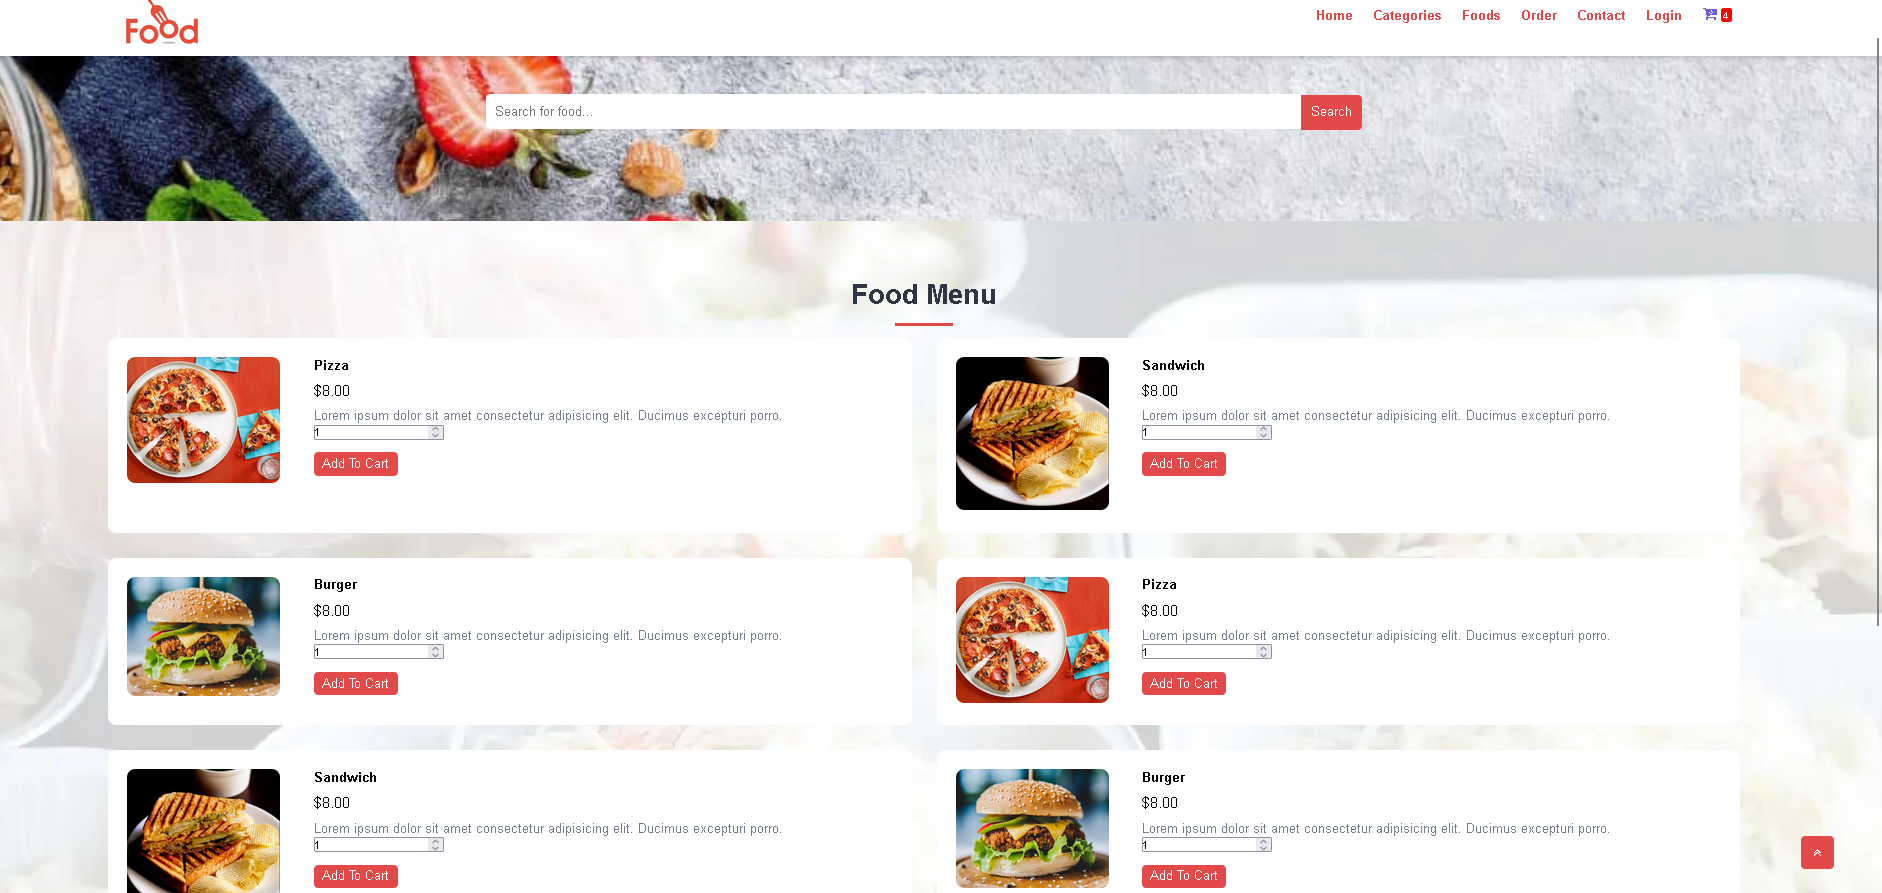 Food
Home Categories Foods Order Contact Login 4
Search for food... Search
Food Menu
Pizza
$8.00
Lorem ipsum dolor sit amet consectetur adipisicing elit. Ducimus excepturi porro.
1
Add To Cart
Sandwich
$8.00
Lorem ipsum dolor sit amet consectetur adipisicing elit. Ducimus excepturi porro.
1
Add To Cart
Burger
$8.00
Lorem ipsum dolor sit amet consectetur adipisicing elit. Ducimus excepturi porro.
1
Add To Cart
Pizza
$8.00
Lorem ipsum dolor sit amet consectetur adipisicing elit. Ducimus excepturi porro.
1
Add To Cart
Sandwich
$8.00
Lorem ipsum dolor sit amet consectetur adipisicing elit. Ducimus excepturi porro.
1
Add To Cart
Burger
$8.00
Lorem ipsum dolor sit amet consectetur adipisicing elit. Ducimus excepturi porro.
1
Add To Cart